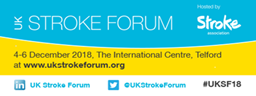 UK STROKE FORUM
Hosted by
Stroke
association
4-6 December 2018, The International Centre, Telford
at www.ukstrokeforum.org
UK Stroke Forum
@UKStrokeForum
#UKSF18